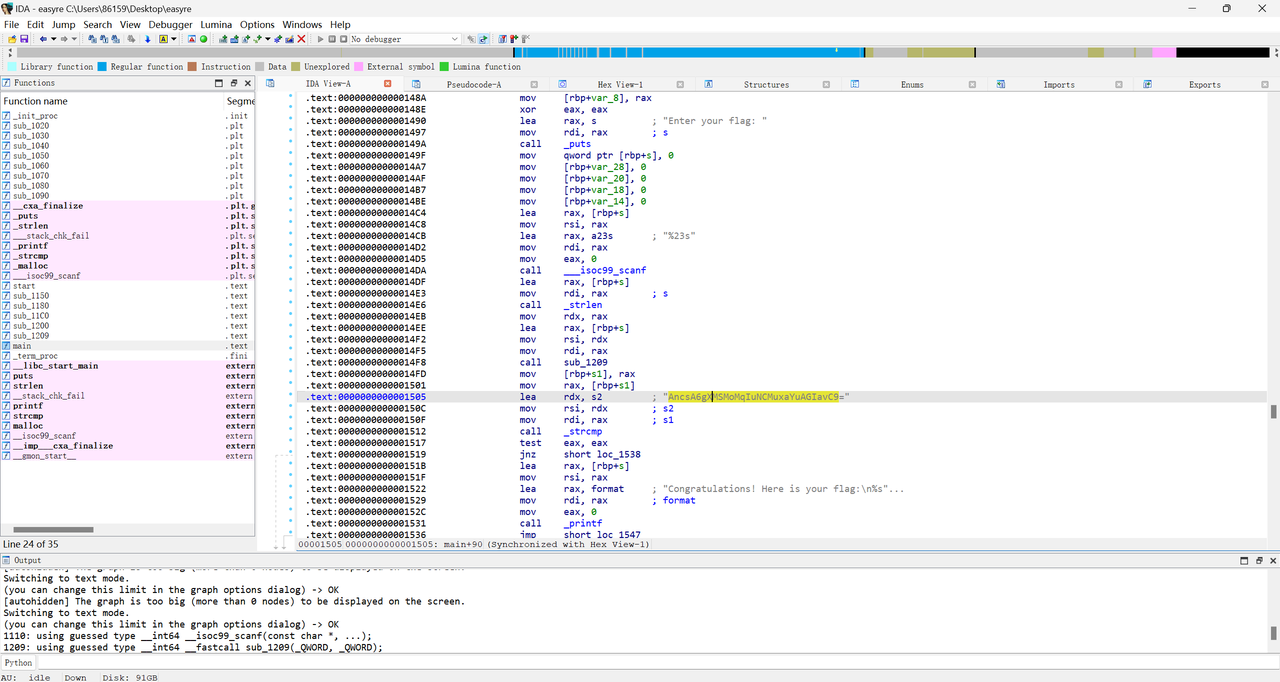 IDA - easyre C:\Users\86159\Desktop\easyre
File Edit Jump Search View Debugger Lumina Options Windows Help
No debugger
Library function Regular function Instruction Data Unexplored External symbol Lumina function
Functions
IDA View-A Pseudocode-A Hex View-1 Structures Enums Imports Exports
Function name Segme
_init_proc .init
sub_1020 .plt
sub_1030 .plt
sub_1040 .plt
sub_1050 .plt
sub_1060 .plt
sub_1070 .plt
sub_1080 .plt
sub_1090 .plt
__cxa_finalize .plt.g
_puts .plt.s
_strlen .plt.s
___stack_chk_fail .plt.se
_printf .plt.s
_strcmp .plt.s
_malloc .plt.s
___isoc99_scanf .plt.se
start .text
sub_1150 .text
sub_1180 .text
sub_11C0 .text
sub_1200 .text
sub_1209 .text
main .text
_term_proc .fini
__libc_start_main extern
puts extern
strlen extern
__stack_chk_fail extern
printf extern
strcmp extern
malloc extern
__isoc99_scanf extern
__imp___cxa_finalize extern
__gmon_start__ extern
Line 24 of 35
.text:000000000000148A mov [rbp+var_8], rax
.text:000000000000148E xor eax, eax
.text:0000000000001490 lea rax, s ; "Enter your flag: "
.text:0000000000001497 mov rdi, rax ; s
.text:000000000000149A call _puts
.text:000000000000149F mov qword ptr [rbp+s], 0
.text:00000000000014A7 mov [rbp+var_28], 0
.text:00000000000014AF mov [rbp+var_20], 0
.text:00000000000014B7 mov [rbp+var_18], 0
.text:00000000000014BE mov [rbp+var_14], 0
.text:00000000000014C4 lea rax, [rbp+s]
.text:00000000000014C8 mov rsi, rax
.text:00000000000014CB lea rax, a23s ; "%23s"
.text:00000000000014D2 mov rdi, rax
.text:00000000000014D5 mov eax, 0
.text:00000000000014DA call ___isoc99_scanf
.text:00000000000014DF lea rax, [rbp+s]
.text:00000000000014E3 mov rdi, rax ; s
.text:00000000000014E6 call _strlen
.text:00000000000014EB mov rdx, rax
.text:00000000000014EE lea rax, [rbp+s]
.text:00000000000014F2 mov rsi, rdx
.text:00000000000014F5 mov rdi, rax
.text:00000000000014F8 call sub_1209
.text:00000000000014FD mov [rbp+s1], rax
.text:0000000000001501 mov rax, [rbp+s1]
.text:0000000000001505 lea rdx, s2 ; "AncsA6gXMSMoMqIuNCMuxaYuAGIavC9="
.text:000000000000150C mov rsi, rdx ; s2
.text:000000000000150F mov rdi, rax ; s1
.text:0000000000001512 call _strcmp
.text:0000000000001517 test eax, eax
.text:0000000000001519 jnz short loc_1538
.text:000000000000151B lea rax, [rbp+s]
.text:000000000000151F mov rsi, rax
.text:0000000000001522 lea rax, format ; "Congratulations! Here is your flag:\n%s"...
.text:0000000000001529 mov rdi, rax ; format
.text:000000000000152C mov eax, 0
.text:0000000000001531 call _printf
.text:0000000000001536 jmp short loc_1547
00001505 0000000000001505: main+90 (Synchronized with Hex View-1)
Output
Switching to text mode.
(you can change this limit in the graph options dialog) -> OK
[autohidden] The graph is too big (more than 0 nodes) to be displayed on the screen.
Switching to text mode.
(you can change this limit in the graph options dialog) -> OK
1110: using guessed type __int64 __isoc99_scanf(const char *, ...);
1209: using guessed type __int64 __fastcall sub_1209(_QWORD, _QWORD);
Python
AU: idle Down Disk: 91GB